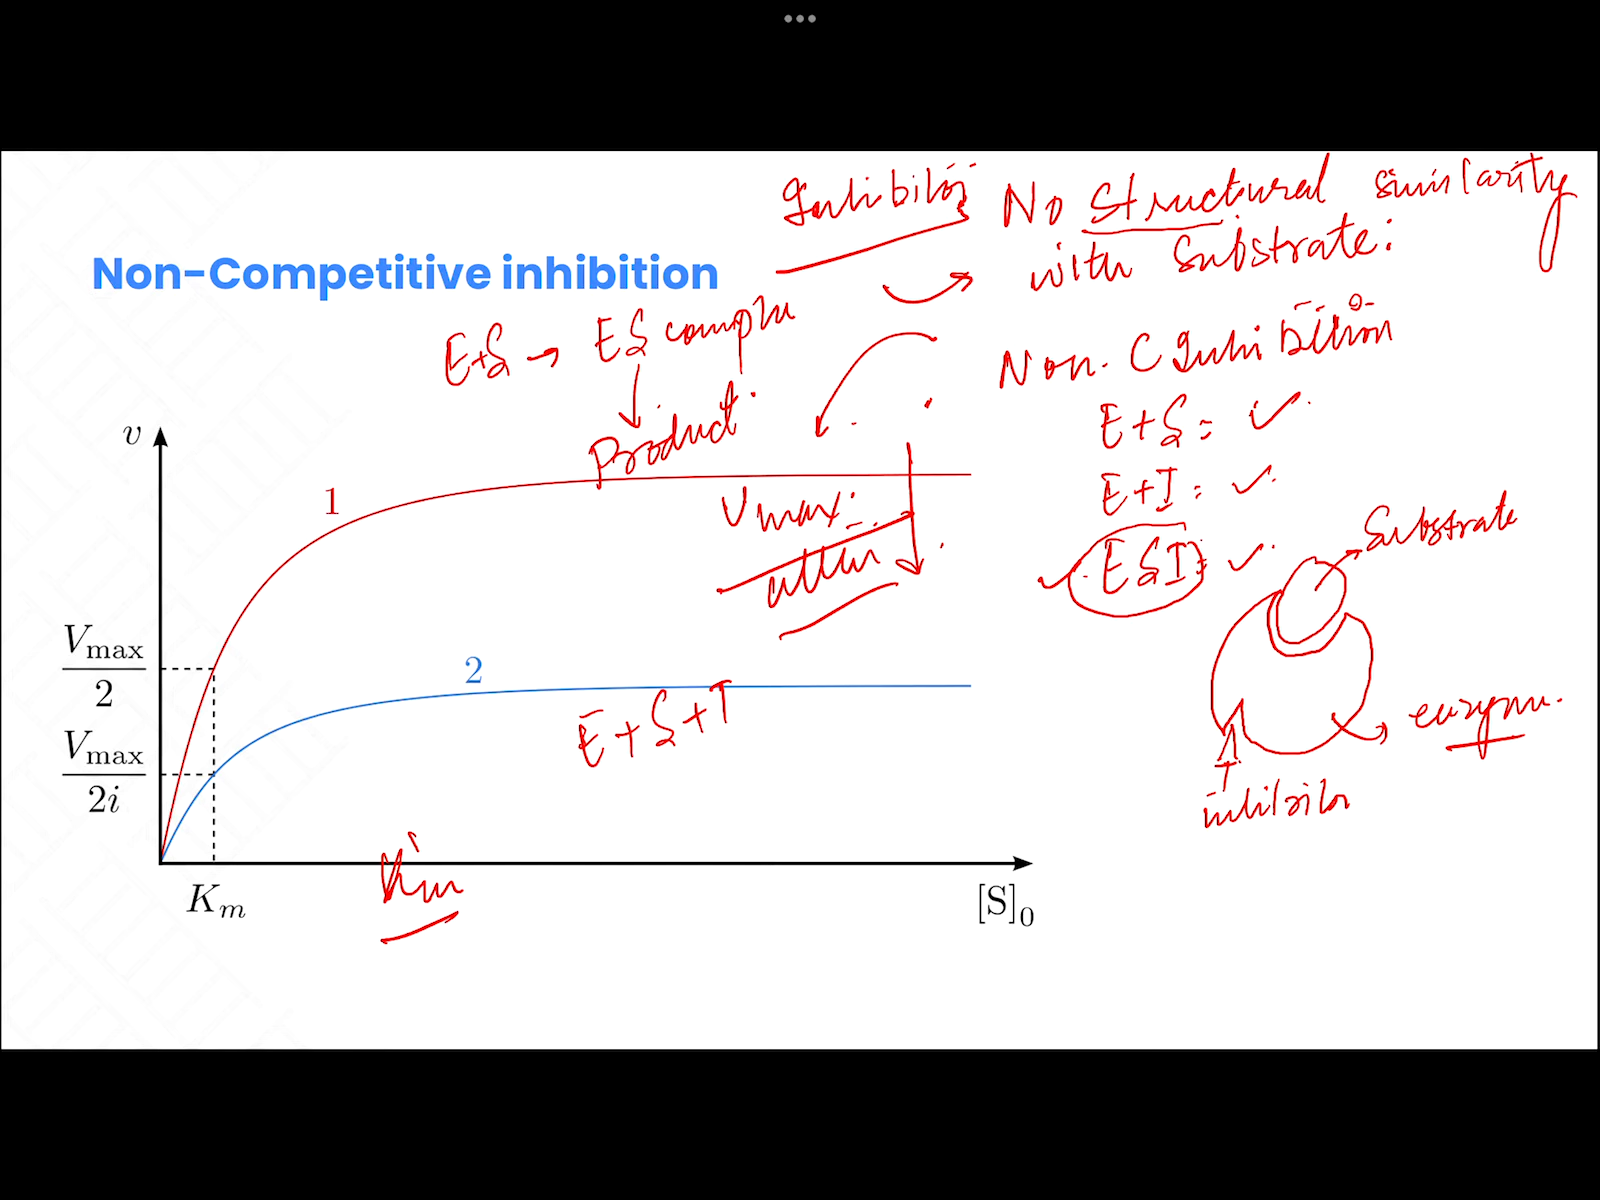 Inhibitor
No Structural similarity
with Substrate:
Non-Competitive inhibition
E+S → ES
Non- C Inhibition
E+S = ✓
Product
v
1
E+I = ✓
Vmax
✓ ESI = ✓
Substrate
alter
Vmax
2
2
E+S+I
enzyme
Vmax
2i
I
inhibitor
Km
Km
[S]0